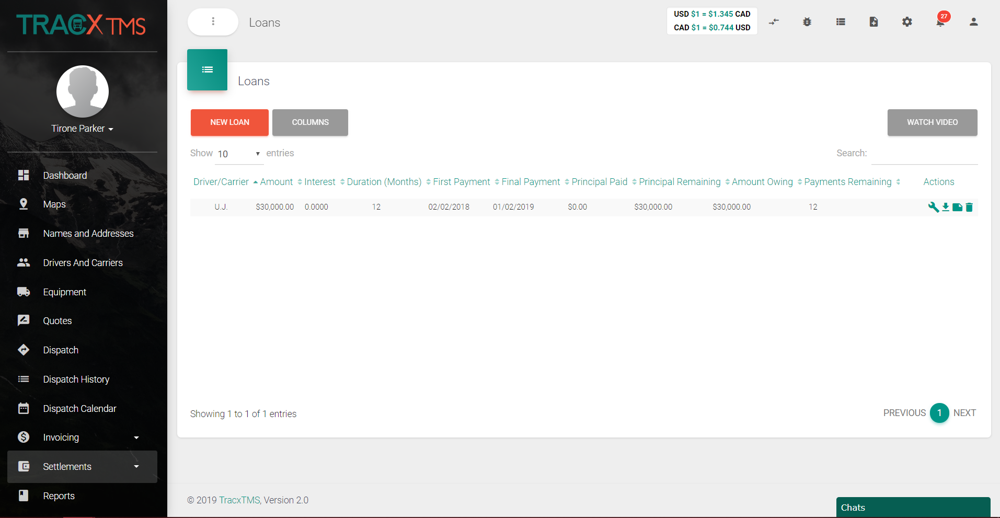 TRACX TMS
Tirone Parker
Dashboard
Maps
Names and Addresses
Drivers And Carriers
Equipment
Quotes
Dispatch
Dispatch History
Dispatch Calendar
Invoicing
Settlements
Reports
Loans
USD $1 = $1.345 CAD
CAD $1 = $0.744 USD
27
Loans
NEW LOAN COLUMNS WATCH VIDEO
Show 10 entries Search:
Driver/Carrier Amount Interest Duration (Months) First Payment Final Payment Principal Paid Principal Remaining Amount Owing Payments Remaining Actions
U.J. $30,000.00 0.0000 12 02/02/2018 01/02/2019 $0.00 $30,000.00 $30,000.00 12
Showing 1 to 1 of 1 entries PREVIOUS 1 NEXT
© 2019 TracxTMS, Version 2.0
Chats